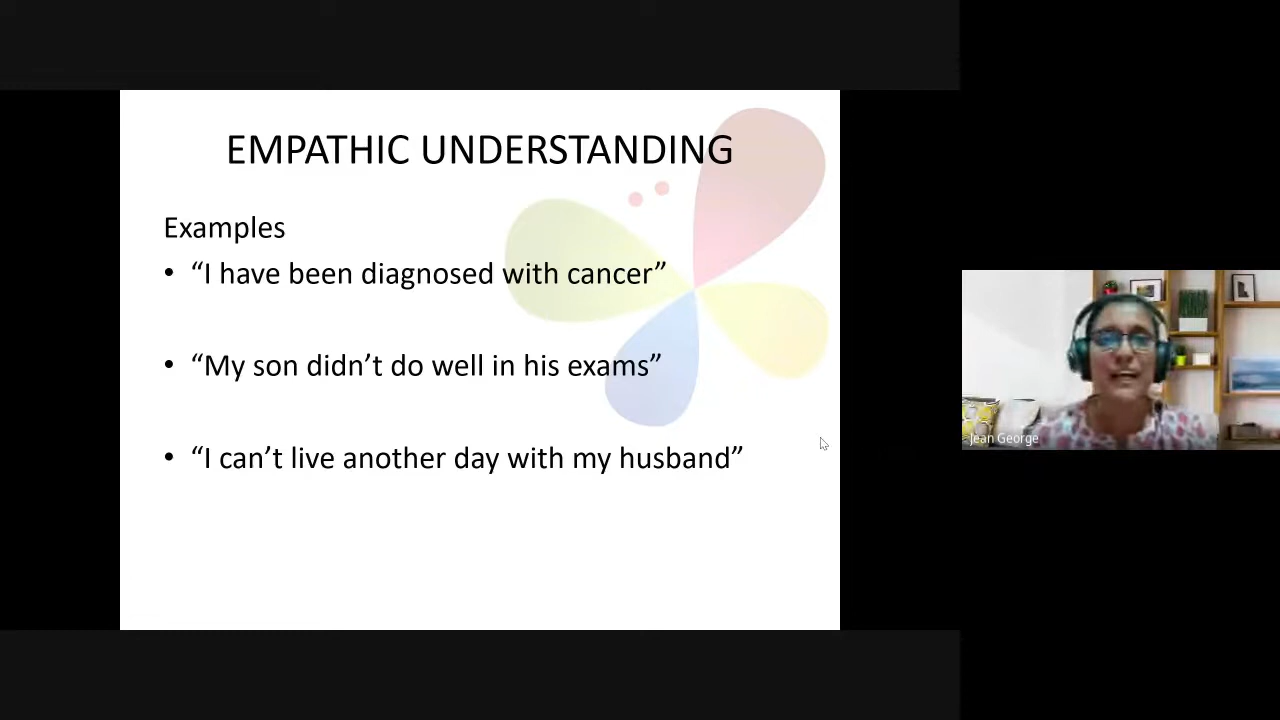 EMPATHIC UNDERSTANDING
Examples
• “I have been diagnosed with cancer”
• “My son didn’t do well in his exams”
• “I can’t live another day with my husband”
Jean George